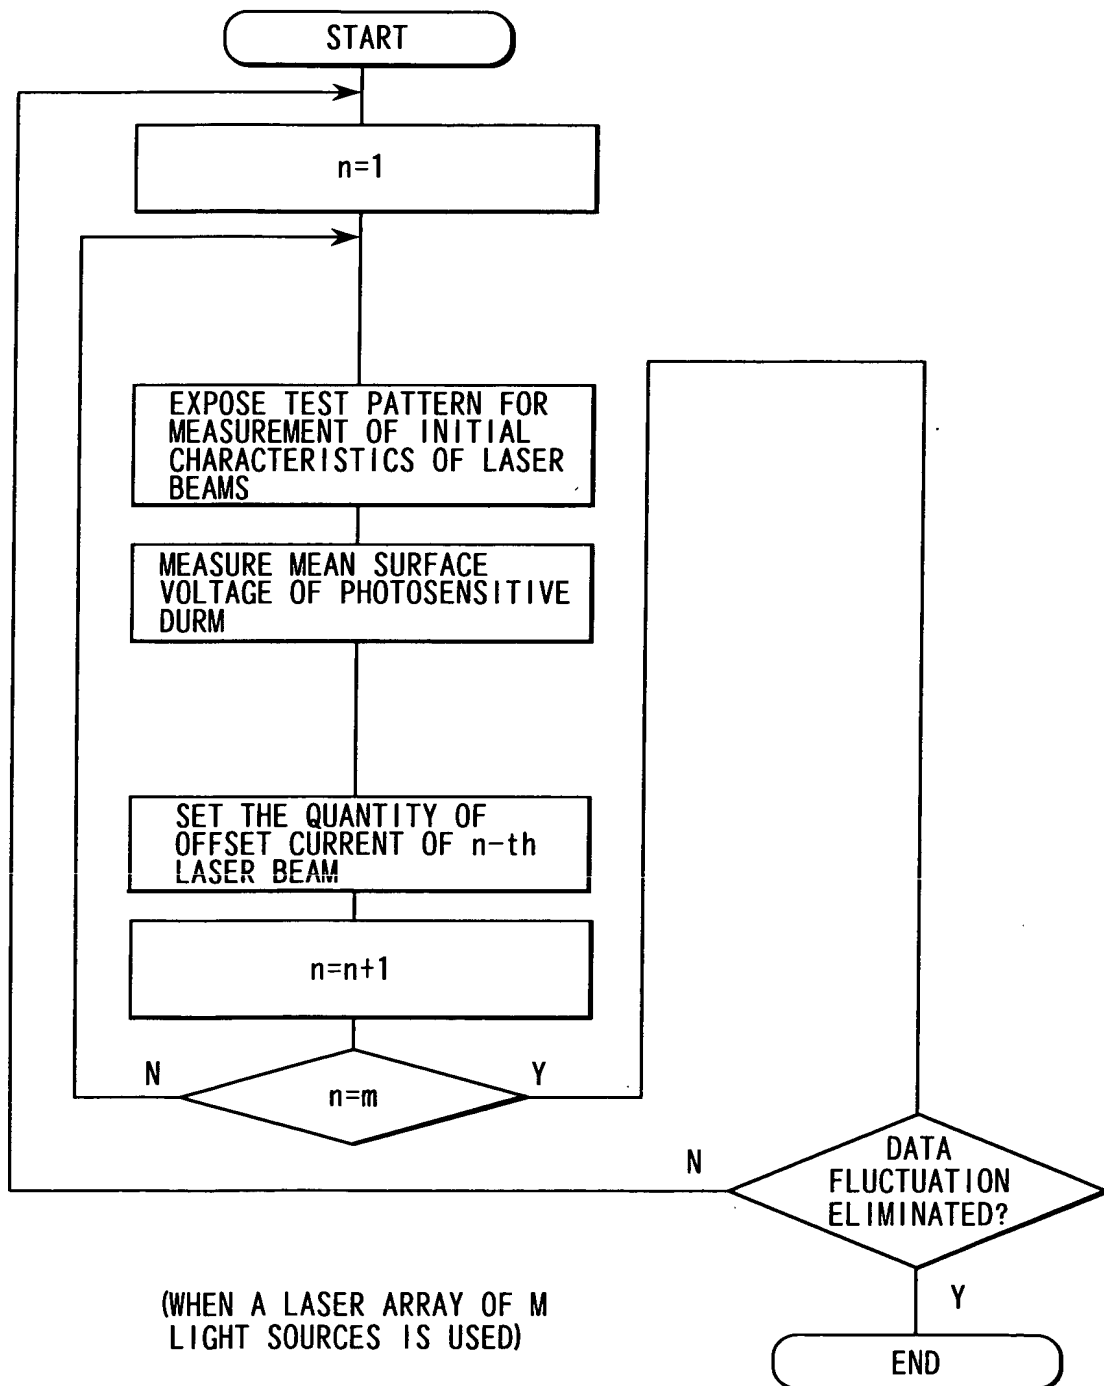 START
n=1
EXPOSE TEST PATTERN FOR
MEASUREMENT OF INITIAL
CHARACTERISTICS OF LASER
BEAMS
MEASURE MEAN SURFACE
VOLTAGE OF PHOTOSENSITIVE
DURM
SET THE QUANTITY OF
OFFSET CURRENT OF n-th
LASER BEAM
n=n+1
N
n=m
Y
N
DATA
FLUCTUATION
ELIMINATED?
Y
END
(WHEN A LASER ARRAY OF M
LIGHT SOURCES IS USED)